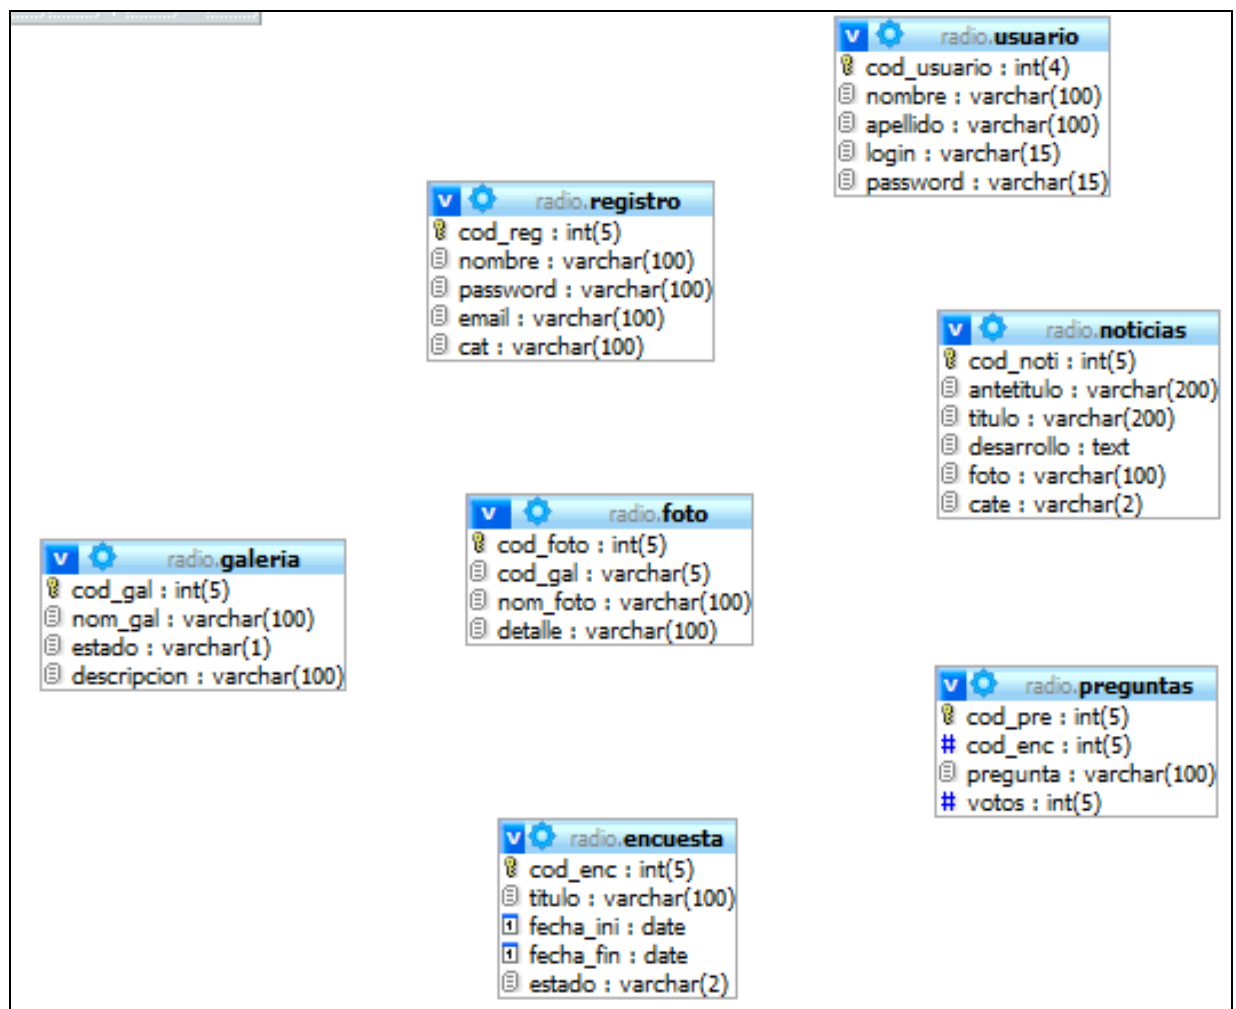 v radio.usuario
cod_usuario : int(4)
nombre : varchar(100)
apellido : varchar(100)
login : varchar(15)
password : varchar(15)
v radio.registro
cod_reg : int(5)
nombre : varchar(100)
password : varchar(100)
email : varchar(100)
cat : varchar(100)
v radio.noticias
cod_noti : int(5)
antetitulo : varchar(200)
titulo : varchar(200)
desarrollo : text
foto : varchar(100)
cate : varchar(2)
v radio.foto
cod_foto : int(5)
cod_gal : varchar(5)
nom_foto : varchar(100)
detalle : varchar(100)
v radio.galeria
cod_gal : int(5)
nom_gal : varchar(100)
estado : varchar(1)
descripcion : varchar(100)
v radio.preguntas
cod_pre : int(5)
# cod_enc : int(5)
pregunta : varchar(100)
# votos : int(5)
v radio.encuesta
cod_enc : int(5)
titulo : varchar(100)
fecha_ini : date
fecha_fin : date
estado : varchar(2)